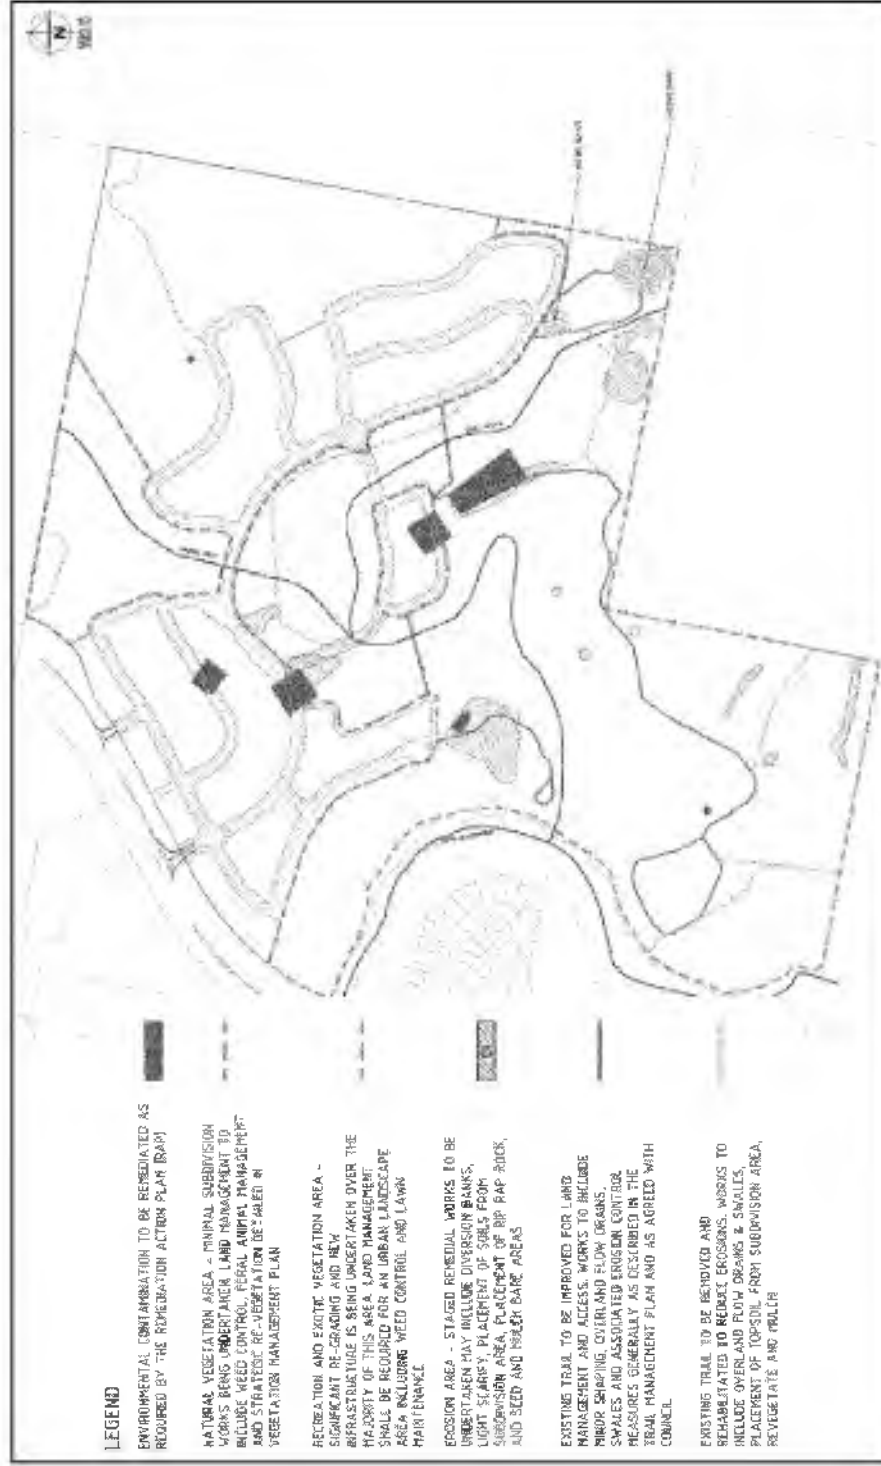 LEGEND
ENVIRONMENTAL CONTAMINATION TO BE REMEDIATED AS
REQUIRED BY THE REMEDIATION ACTION PLAN (RAP)
NATURAL VEGETATION AREA - MINIMAL SUBDIVISION
WORKS BEING UNDERTAKEN. LAND MANAGEMENT TO
INCLUDE WEED CONTROL, FERAL ANIMAL MANAGEMENT
AND STRATEGIC RE-VEGETATION DETAILED IN
VEGETATION MANAGEMENT PLAN
RECREATION AND EXOTIC VEGETATION AREA -
SIGNIFICANT RE-GRADING AND NEW
INFRASTRUCTURE IS BEING UNDERTAKEN OVER THE
MAJORITY OF THIS AREA. LAND MANAGEMENT
SHALL BE REQUIRED FOR AN URBAN LANDSCAPE
AREA INCLUDING WEED CONTROL AND LAWN
MAINTENANCE
EROSION AREA - STAGED REMEDIAL WORKS TO BE
UNDERTAKEN MAY INCLUDE DIVERSION BANKS,
LIGHT SCARIFY, PLACEMENT OF SOILS FROM
SUBDIVISION AREA, PLACEMENT OF RIP RAP ROCK,
AND SEED AND MULCH BARE AREAS
EXISTING TRAIL TO BE IMPROVED FOR LAND
MANAGEMENT AND ACCESS. WORKS TO INCLUDE
MINOR SHAPING, OVERLAND FLOW DRAINS,
SWALES AND ASSOCIATED EROSION CONTROL
MEASURES GENERALLY AS DESCRIBED IN THE
TRAIL MANAGEMENT PLAN AND AS AGREED WITH
COUNCIL
EXISTING TRAIL TO BE REMOVED AND
REHABILITATED TO REDUCE EROSIONS. WORKS TO
INCLUDE OVERLAND FLOW DRAINS & SWALES,
PLACEMENT OF TOPSOIL FROM SUBDIVISION AREA,
REVEGETATE AND MULCH
N